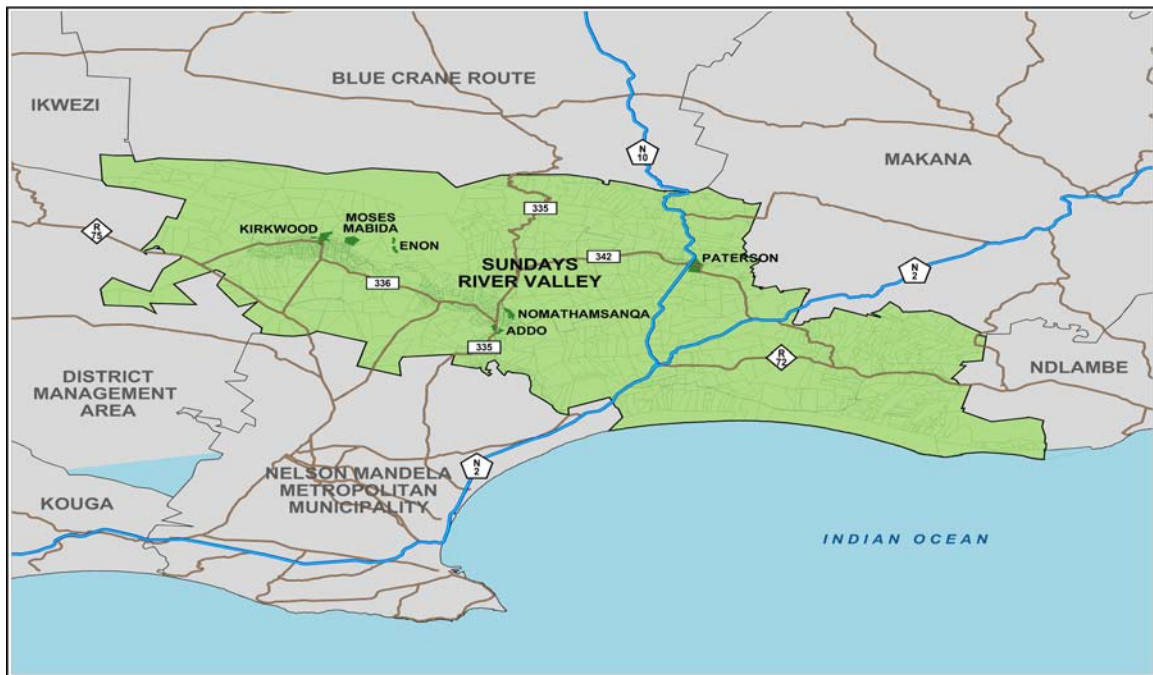 BLUE CRANE ROUTE
IKWEZI
N
10
MAKANA
335
R
75
KIRKWOOD
MOSES
MABIDA
ENON
342
SUNDAYS
RIVER VALLEY
PATERSON
N
2
336
NOMATHAMSANQA
ADDO
335
R
72
NDLAMBE
DISTRICT
MANAGEMENT
AREA
N
2
NELSON MANDELA
METROPOLITAN
MUNICIPALITY
KOUGA
INDIAN OCEAN